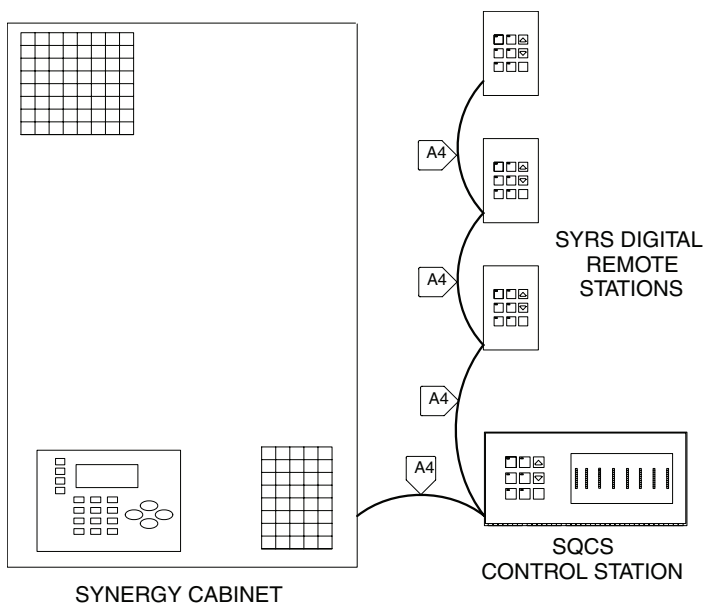 A4
A4
SYRS DIGITAL
REMOTE
STATIONS
A4
A4
SQCS
CONTROL STATION
SYNERGY CABINET